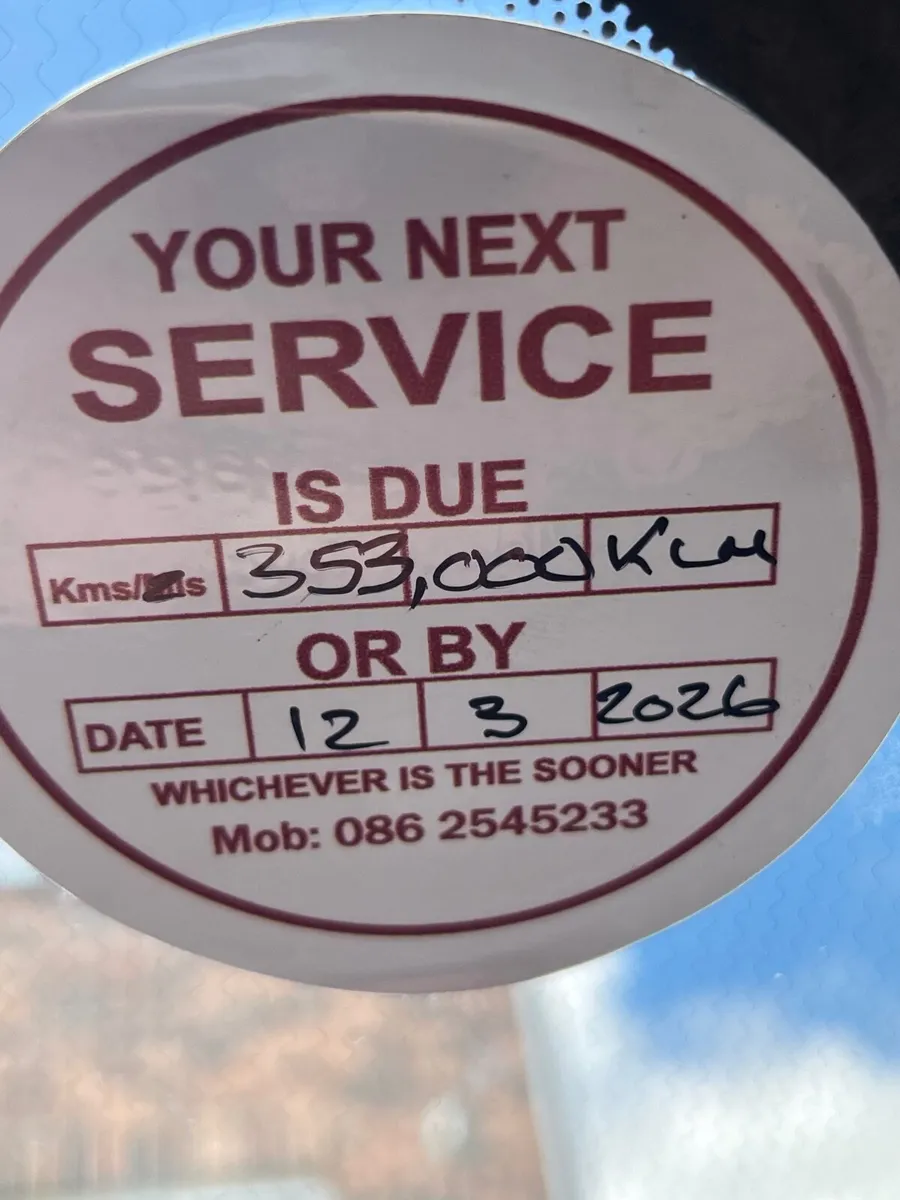 YOUR NEXT
SERVICE
IS DUE
Kms/s 353,000 Km
OR BY
DATE 12 3 2026
WHICHEVER IS THE SOONER
Mob: 086 2545233